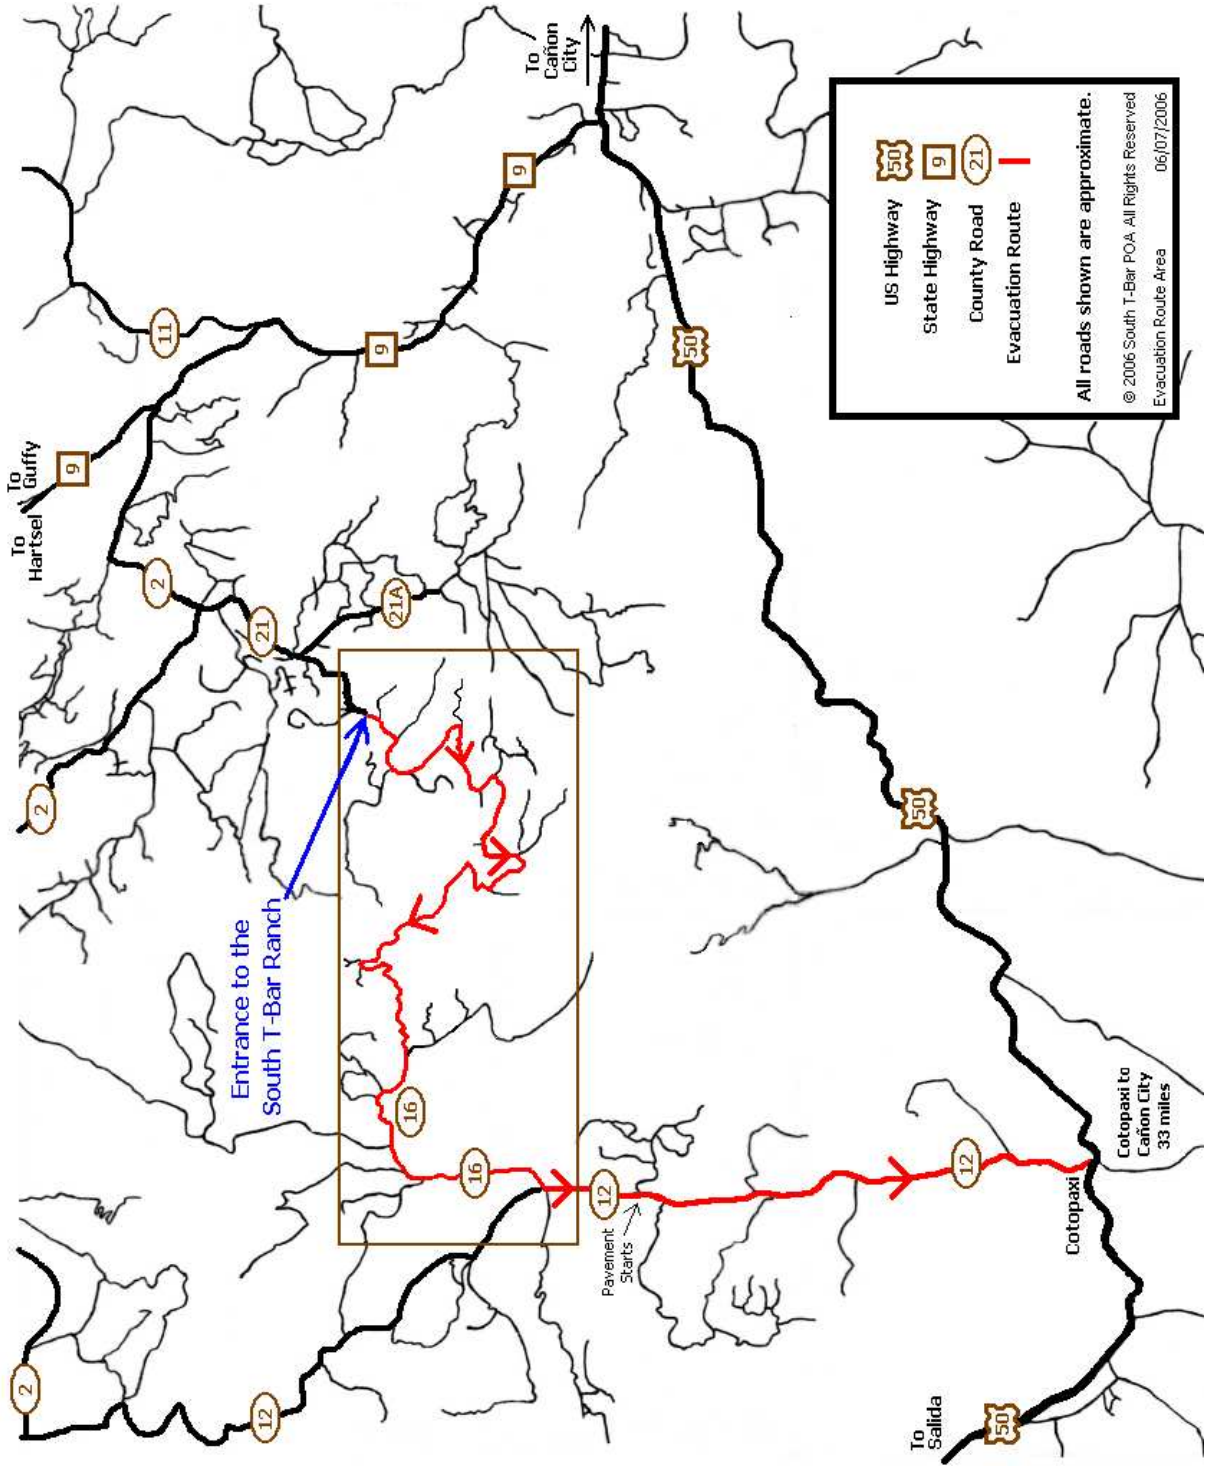 To
Salida
50
Cotopaxi
Cotopaxi to
Cañon City
33 miles
12
12
Pavement
Starts
16
16
12
2
2
Entrance to the
South T-Bar Ranch
21
21A
2
To
Hartsel
To
Guffy
9
11
9
9
To
Cañon
City
50
50
US Highway
50
State Highway
9
County Road
21
Evacuation Route
All roads shown are approximate.
© 2006 South T-Bar POA All Rights Reserved
Evacuation Route Area 06/07/2006